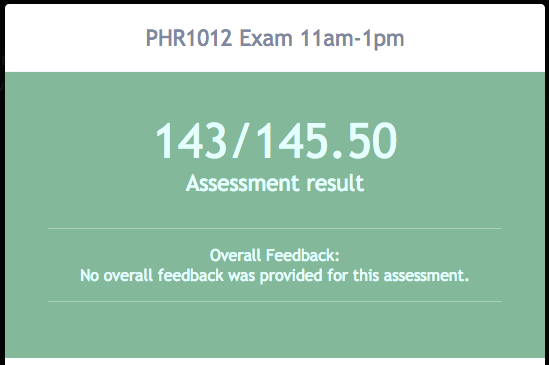 PHR1012 Exam 11am-1pm
143/145.50
Assessment result
Overall Feedback:
No overall feedback was provided for this assessment.